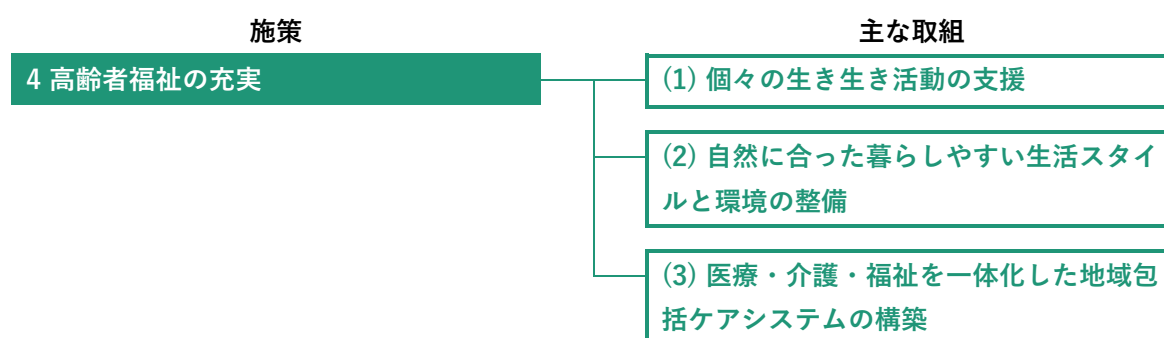 施策
主な取組
4 高齢者福祉の充実
(1) 個々の生き生き活動の支援
(2) 自然に合った暮らしやすい生活スタイ
ルと環境の整備
(3) 医療・介護・福祉を一体化した地域包
括ケアシステムの構築